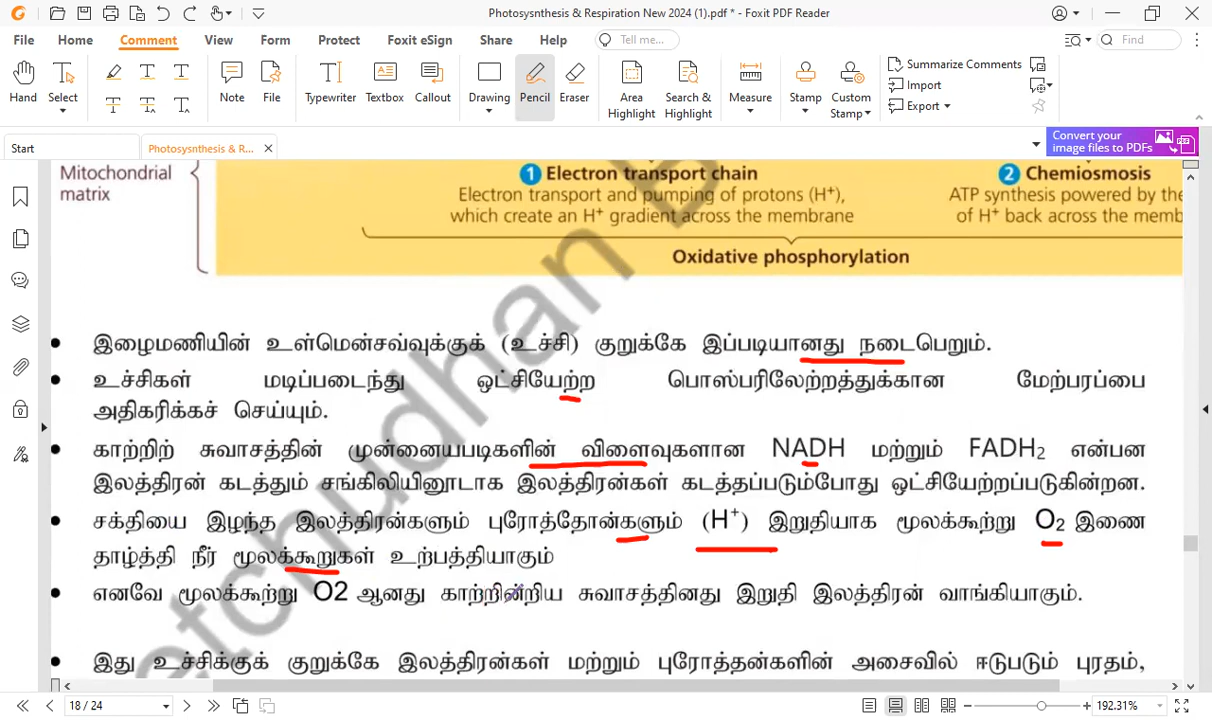 Photosysnthesis & Respiration New 2024 (1).pdf * - Foxit PDF Reader
File Home Comment View Form Protect Foxit eSign Share Help Tell me... Find
Hand Select Note File Typewriter Textbox Callout Drawing Pencil Eraser Area Highlight Search & Highlight Measure Stamp Custom Stamp Summarize Comments Import Export
Start Photosysnthesis & R... Convert your image files to PDFs
Mitochondrial matrix
1 Electron transport chain
Electron transport and pumping of protons (H⁺),
which create an H⁺ gradient across the membrane
2 Chemiosmosis
ATP synthesis powered by the
of H⁺ back across the memb
Oxidative phosphorylation
• இழைமணியின் உள்மென்சவ்வுக்குக் (உச்சி) குறுக்கே இப்படியானது நடைபெறும்.
• உச்சிகள் மடிப்படைந்து ஒட்சியேற்ற பொஸ்பரிலேற்றத்துக்கான மேற்பரப்பை
அதிகரிக்கச் செய்யும்.
• காற்றிற் சுவாசத்தின் முன்னையபடிகளின் விளைவுகளான NADH மற்றும் FADH₂ என்பன
இலத்திரன் கடத்தும் சங்கிலியினூடாக இலத்திரன்கள் கடத்தப்படும்போது ஒட்சியேற்றப்படுகின்றன.
• சக்தியை இழந்த இலத்திரன்களும் புரோத்தோன்களும் (H⁺) இறுதியாக மூலக்கூற்று O₂ இணை
தாழ்த்தி நீர் மூலக்கூறுகள் உற்பத்தியாகும்
• எனவே மூலக்கூற்று O2 ஆனது காற்றின்றிய சுவாசத்தினது இறுதி இலத்திரன் வாங்கியாகும்.
• இது உச்சிக்குக் குறுக்கே இலத்திரன்கள் மற்றும் புரோத்தன்களின் அசைவில் ஈடுபடும் புரதம்,
18 / 24 192.31%